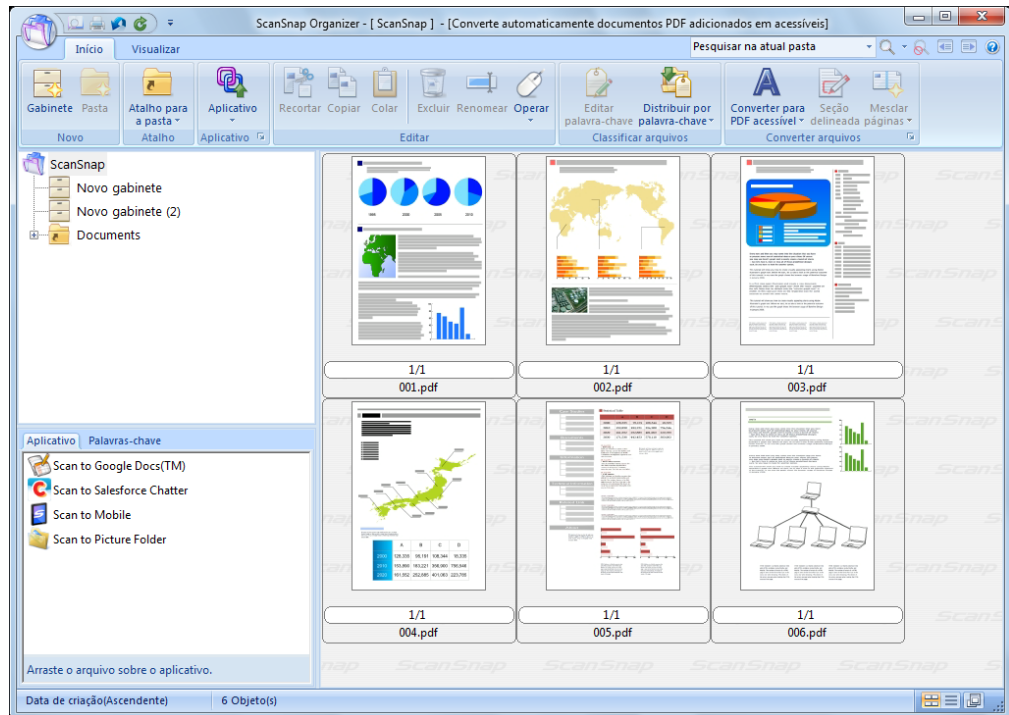 ScanSnap Organizer - [ ScanSnap ] - [Converte automaticamente documentos PDF adicionados em acessíveis]
Início Visualizar Pesquisar na atual pasta
Gabinete Pasta Atalho para Aplicativo Recortar Copiar Colar Excluir Renomear Operar Editar Distribuir por Converter para Seção Mesclar
a pasta palavra-chave palavra-chave PDF acessível delineada páginas
Novo Atalho Aplicativo Editar Classificar arquivos Converter arquivos
ScanSnap
Novo gabinete
Novo gabinete (2)
Documents
1/1 1/1 1/1
001.pdf 002.pdf 003.pdf
1/1 1/1 1/1
004.pdf 005.pdf 006.pdf
Aplicativo Palavras-chave
Scan to Google Docs(TM)
Scan to Salesforce Chatter
Scan to Mobile
Scan to Picture Folder
Arraste o arquivo sobre o aplicativo.
Data de criação(Ascendente) 6 Objeto(s)